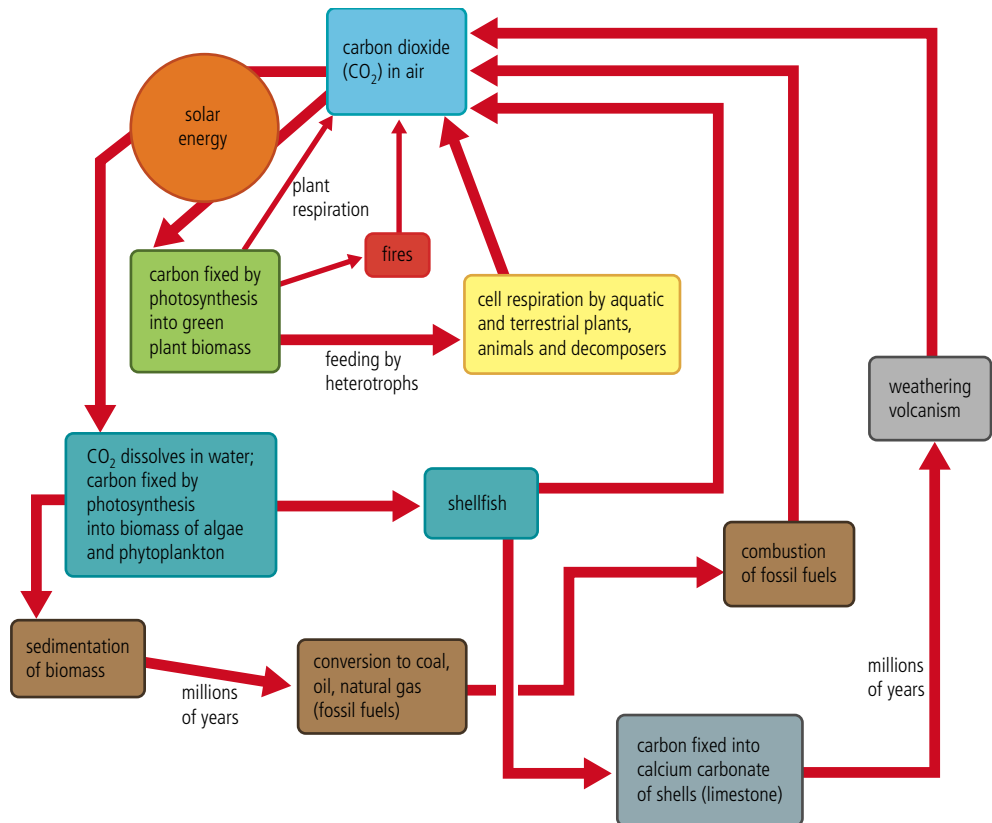 carbon dioxide
(CO₂) in air
solar
energy
plant
respiration
fires
carbon fixed by
photosynthesis
into green
plant biomass
cell respiration by aquatic
and terrestrial plants,
animals and decomposers
feeding by
heterotrophs
weathering
volcanism
CO₂ dissolves in water;
carbon fixed by
photosynthesis
into biomass of algae
and phytoplankton
shellfish
combustion
of fossil fuels
sedimentation
of biomass
millions
of years
conversion to coal,
oil, natural gas
(fossil fuels)
millions
of years
carbon fixed into
calcium carbonate
of shells (limestone)